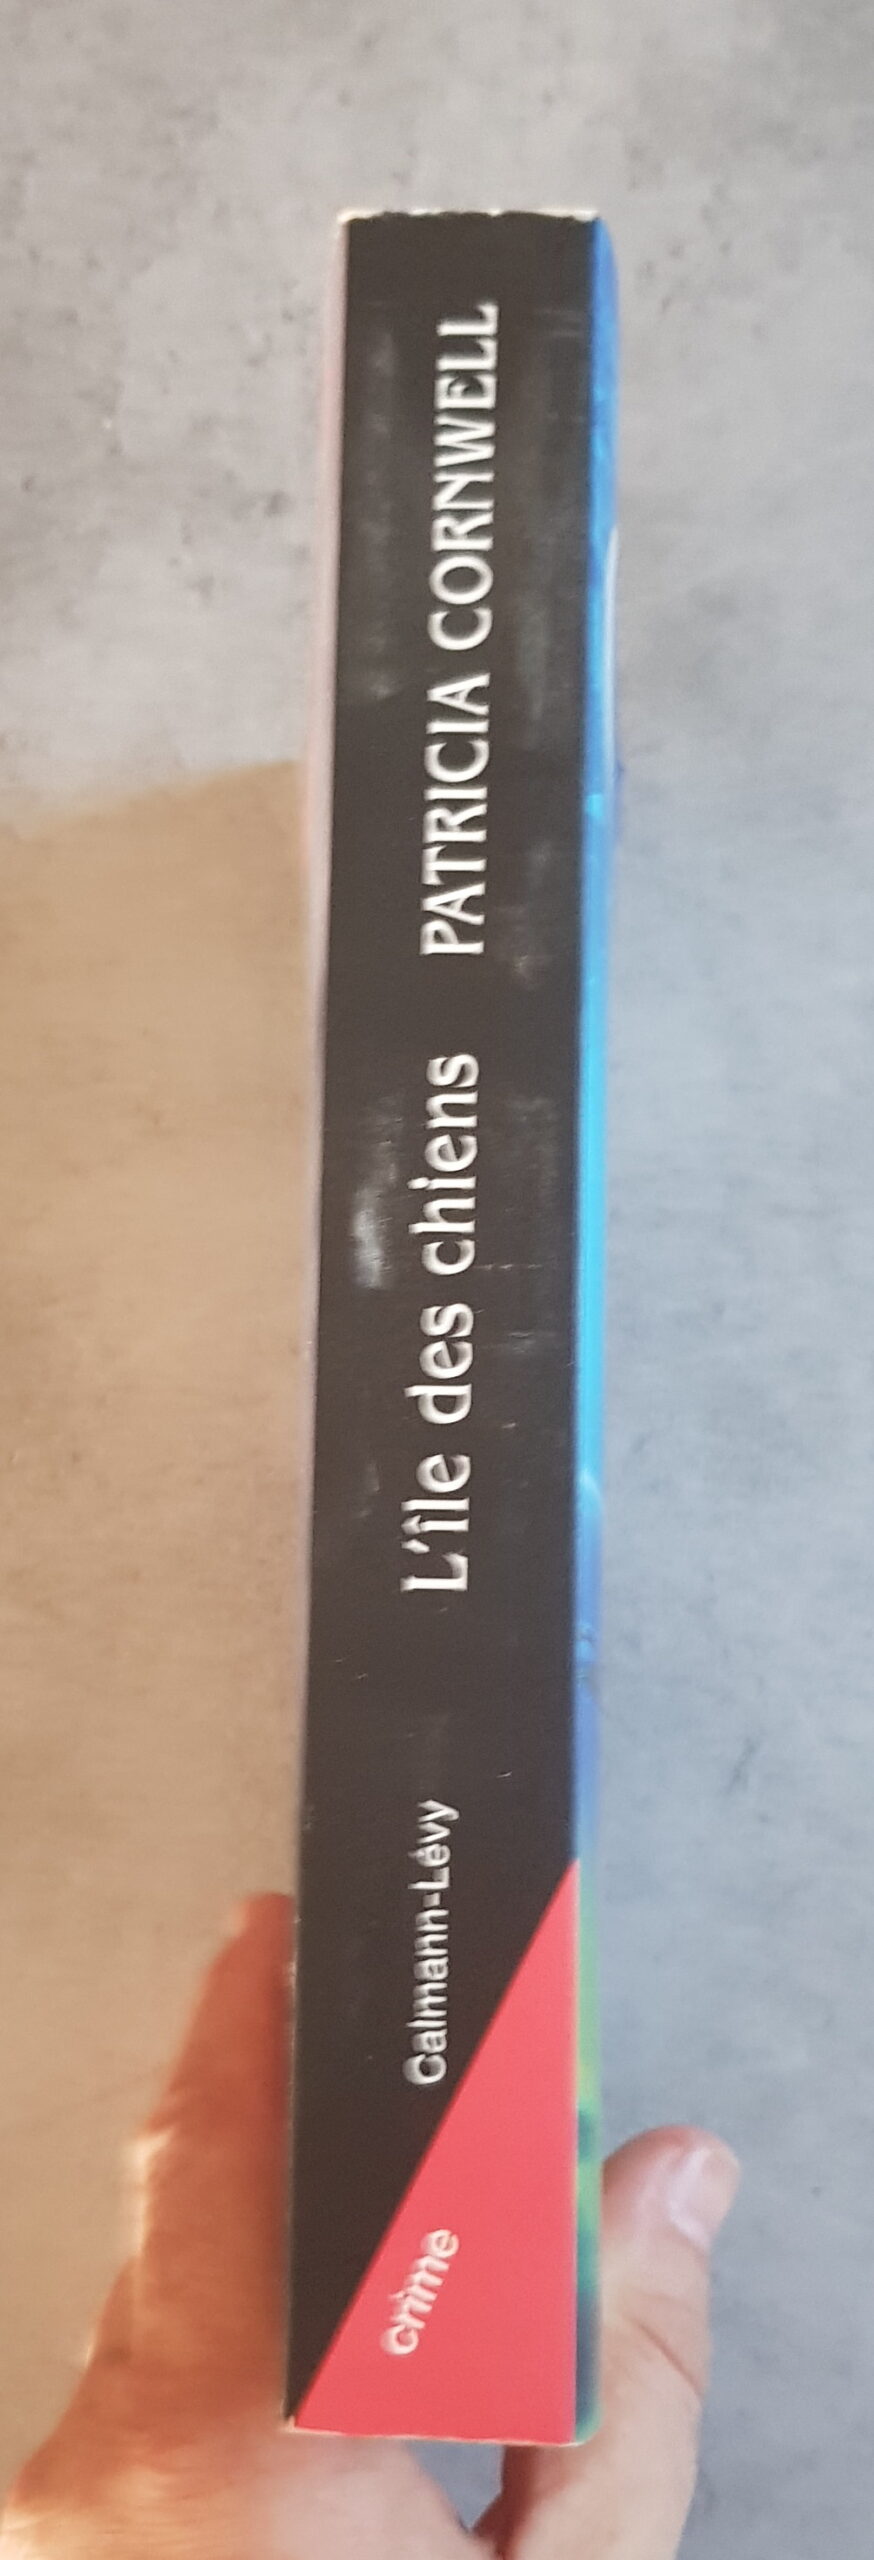 PATRICIA CORNWELL
L'île des chiens
Calmann-Lévy
crime